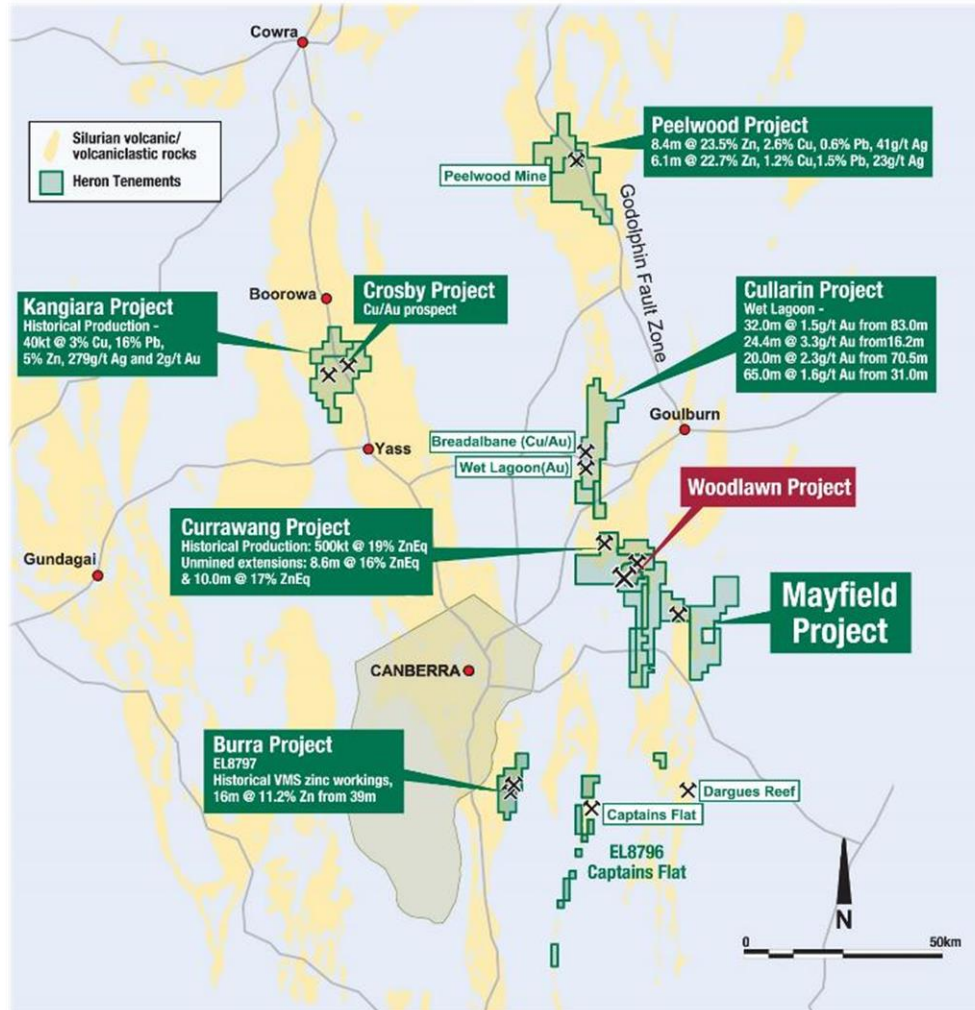 Cowra
Silurian volcanic/
volcaniclastic rocks
Heron Tenements
Peelwood Project
8.4m @ 23.5% Zn, 2.6% Cu, 0.6% Pb, 41g/t Ag
6.1m @ 22.7% Zn, 1.2% Cu,1.5% Pb, 23g/t Ag
Peelwood Mine
Godolphin Fault Zone
Boorowa
Crosby Project
Cu/Au prospect
Kangiara Project
Historical Production -
40kt @ 3% Cu, 16% Pb,
5% Zn, 279g/t Ag and 2g/t Au
Cullarin Project
Wet Lagoon -
32.0m @ 1.5g/t Au from 83.0m
24.4m @ 3.3g/t Au from16.2m
20.0m @ 2.3g/t Au from 70.5m
65.0m @ 1.6g/t Au from 31.0m
Goulburn
Yass
Breadalbane (Cu/Au)
Wet Lagoon(Au)
Woodlawn Project
Currawang Project
Historical Production: 500kt @ 19% ZnEq
Unmined extensions: 8.6m @ 16% ZnEq
& 10.0m @ 17% ZnEq
Gundagai
Mayfield
Project
CANBERRA
Burra Project
EL8797
Historical VMS zinc workings,
16m @ 11.2% Zn from 39m
Dargues Reef
Captains Flat
EL8796
Captains Flat
N
0
50km